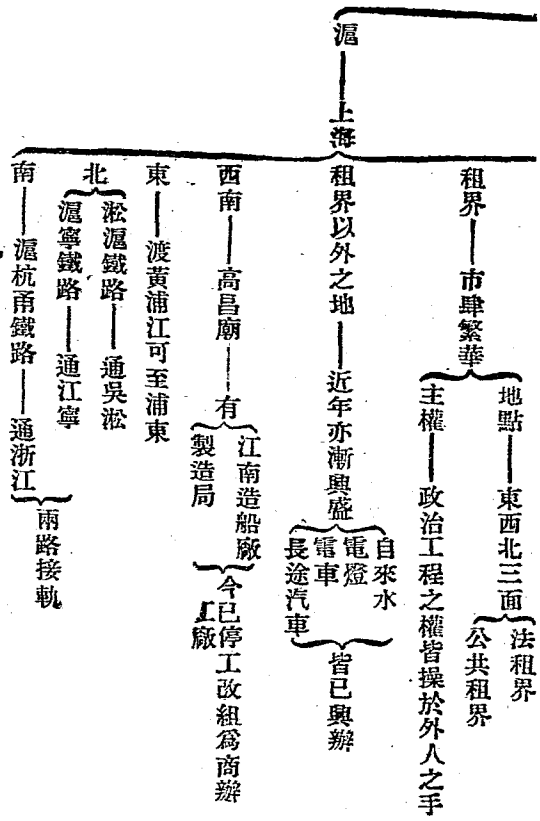 滬
上海
租界
市肆繁華
地點
東西北三面
法租界
公共租界
主權
政治工程之權皆操於外人之手
租界以外之地
近年亦漸興盛
自來水
電燈
電車
長途汽車
皆已興辦
西南
高昌廟
有
江南造船廠
製造局
今已停工改組爲商辦
工廠
東
渡黃浦江可至浦東
北
淞滬鐵路
通吳淞
滬寧鐵路
通江寧
南
滬杭甬鐵路
通浙江
兩路接軌